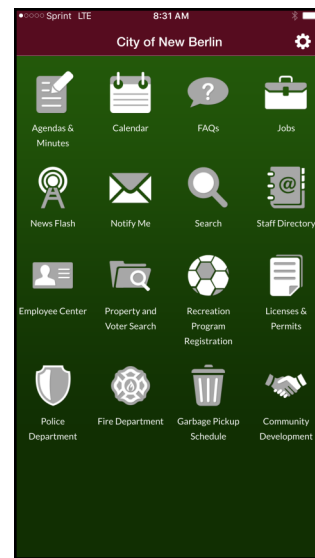 Sprint LTE 8:31 AM
City of New Berlin
Agendas & Calendar FAQs Jobs
Minutes
?
@
News Flash Notify Me Search Staff Directory
Employee Center Property and Recreation Licenses &
Voter Search Program Permits
Registration
Police Fire Department Garbage Pickup Community
Department Schedule Development